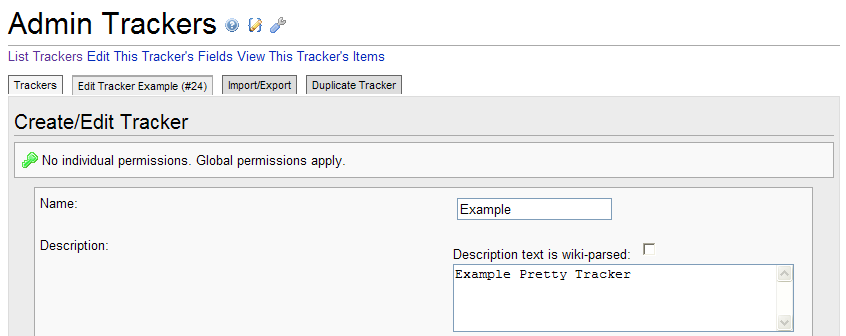 Admin Trackers
List Trackers Edit This Tracker's Fields View This Tracker's Items
Trackers Edit Tracker Example (#24) Import/Export Duplicate Tracker
Create/Edit Tracker
No individual permissions. Global permissions apply.
Name: Example
Description: Description text is wiki-parsed:
Example Pretty Tracker